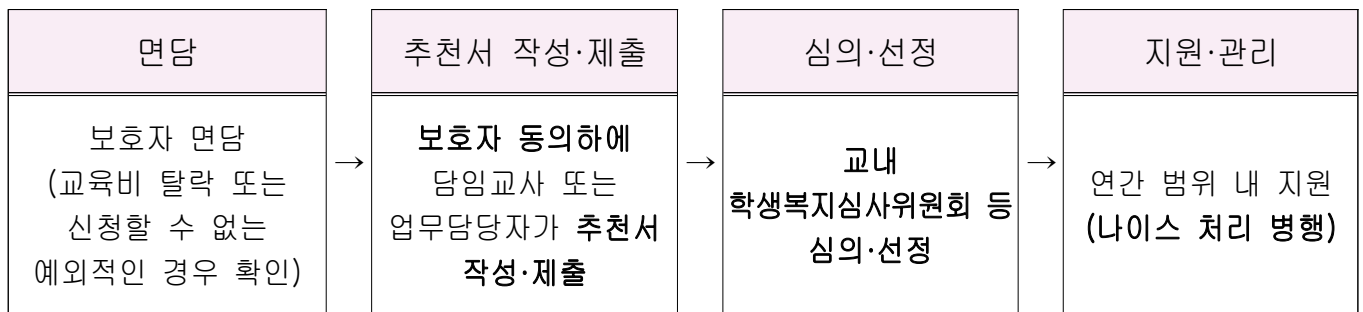 면담
보호자 면담
(교육비 탈락 또는
신청할 수 없는
예외적인 경우 확인)
→
추천서 작성·제출
보호자 동의하에
담임교사 또는
업무담당자가 추천서
작성·제출
→
심의·선정
교내
학생복지심사위원회 등
심의·선정
→
지원·관리
연간 범위 내 지원
(나이스 처리 병행)